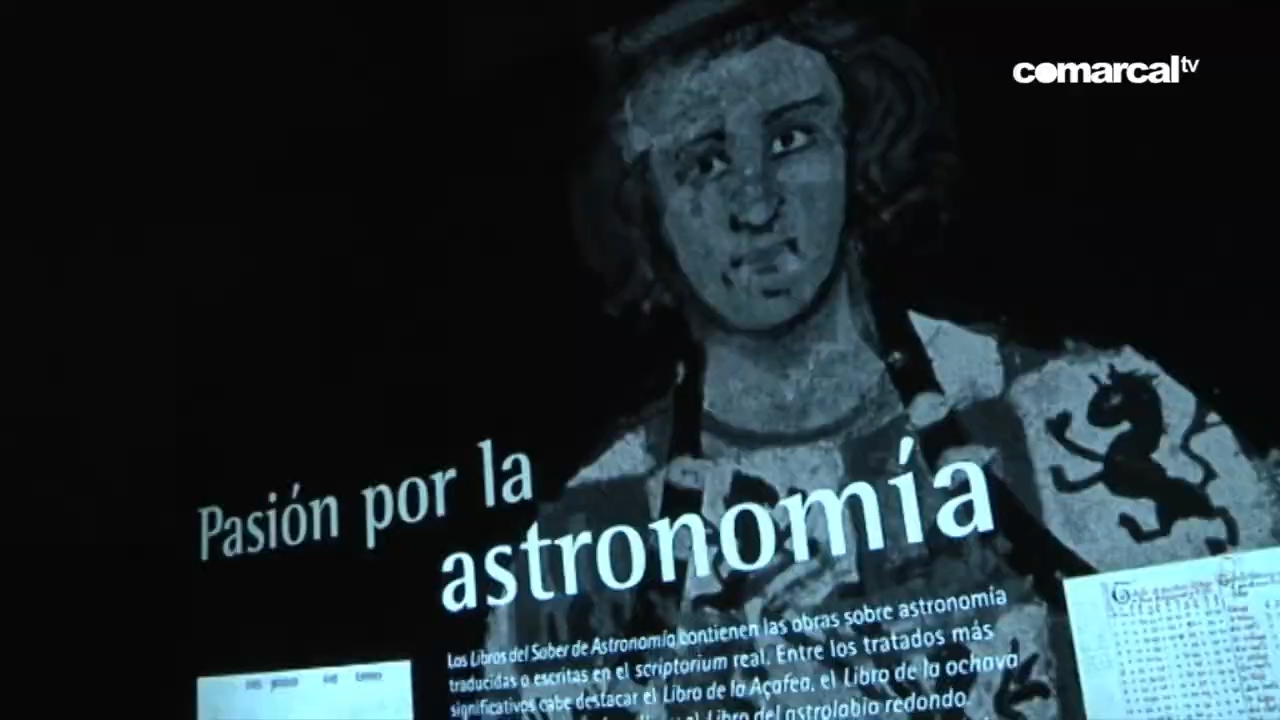 comarcal tv
Pasión por la
astronomía
Los Libros del Saber de Astronomía contienen las obras sobre astronomía
traducidas o escritas en el scriptorium real. Entre los tratados más
significativos cabe destacar el Libro de la Açafea, el Libro de la ochava
el Libro del astrolabio redondo.